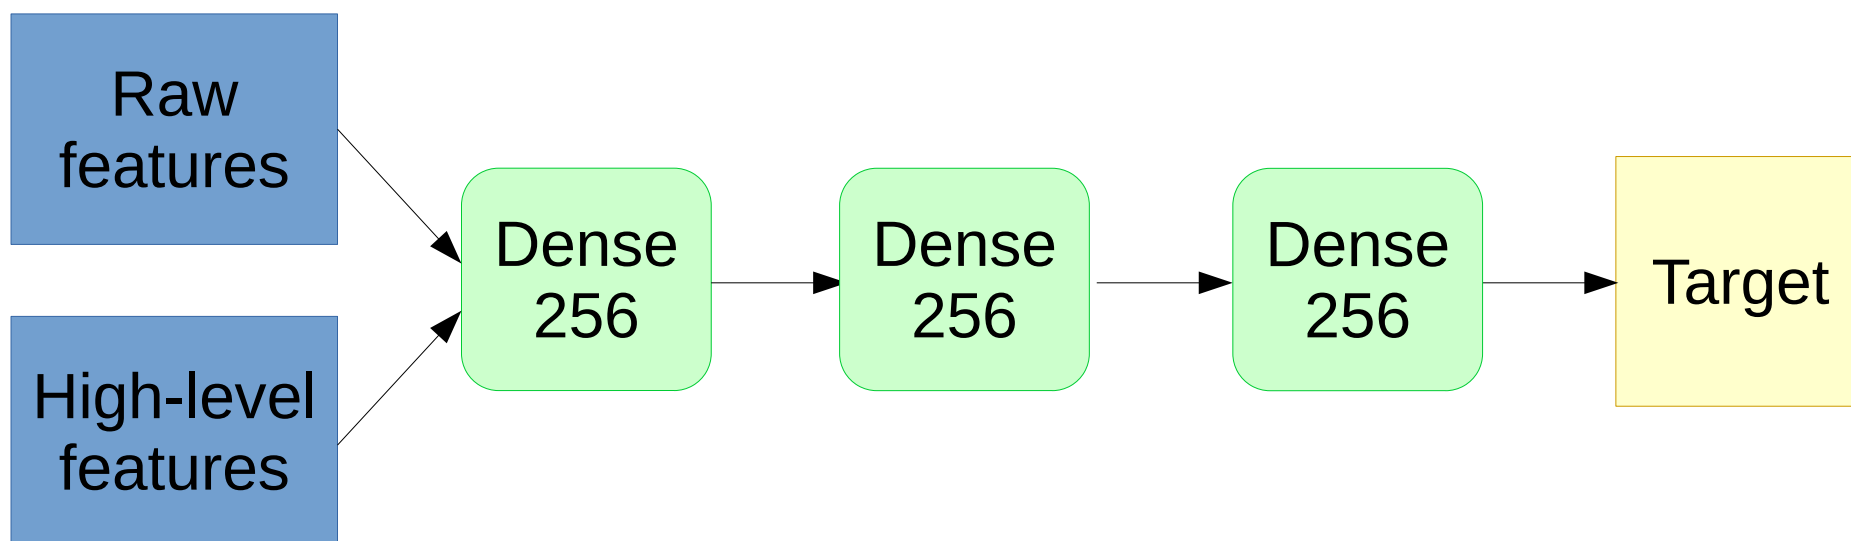 Raw
features
High-level
features
Dense
256
Dense
256
Dense
256
Target